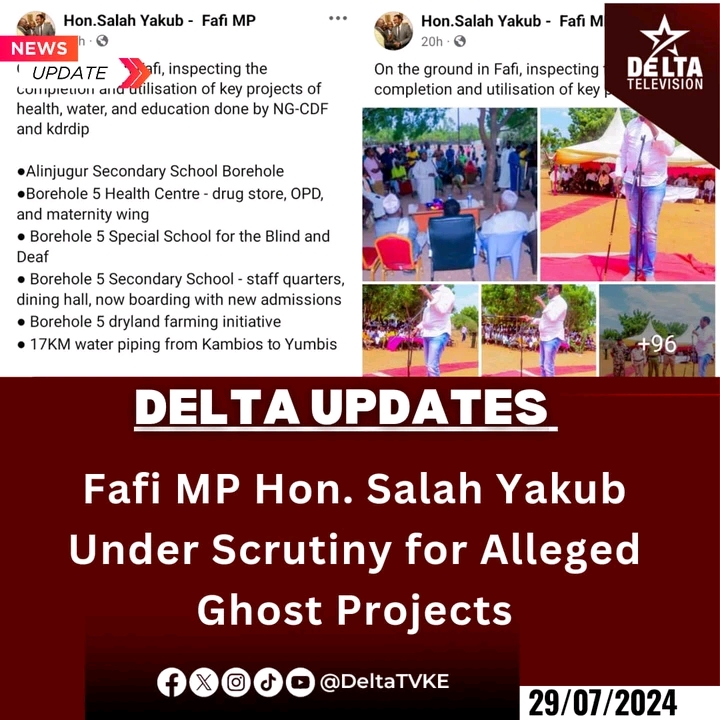 Hon.Salah Yakub - Fafi MP
h ·
NEWS
UPDATE
afi, inspecting the
completion and utilisation of key projects of
health, water, and education done by NG-CDF
and kdrdip
●Alinjugur Secondary School Borehole
●Borehole 5 Health Centre - drug store, OPD,
and maternity wing
● Borehole 5 Special School for the Blind and
Deaf
● Borehole 5 Secondary School - staff quarters,
dining hall, now boarding with new admissions
● Borehole 5 dryland farming initiative
● 17KM water piping from Kambios to Yumbis
Hon.Salah Yakub - Fafi M
20h ·
On the ground in Fafi, inspecting
completion and utilisation of key p
DELTA
TELEVISION
+96
DELTA UPDATES
Fafi MP Hon. Salah Yakub
Under Scrutiny for Alleged
Ghost Projects
@DeltaTVKE
29/07/2024